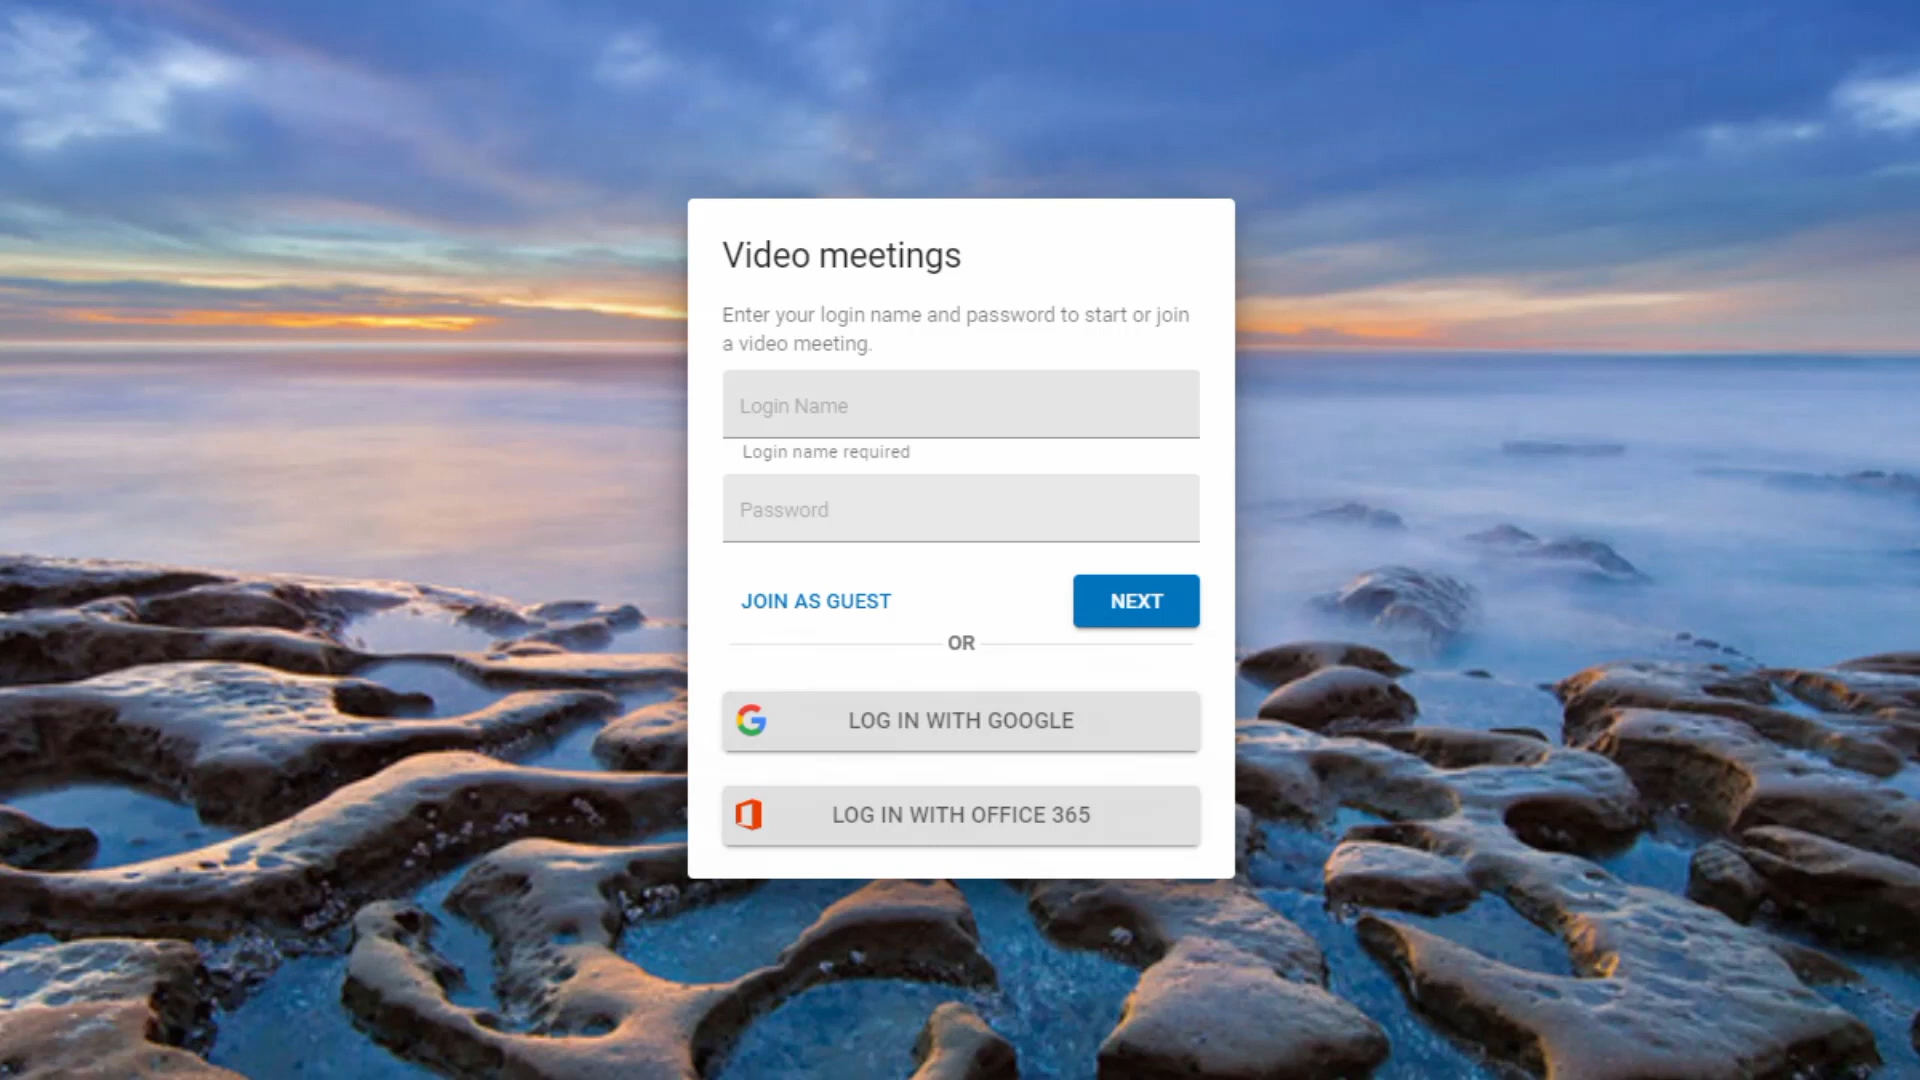 Video meetings
Enter your login name and password to start or join
a video meeting.
Login Name
Login name required
Password
JOIN AS GUEST
NEXT
OR
LOG IN WITH GOOGLE
LOG IN WITH OFFICE 365